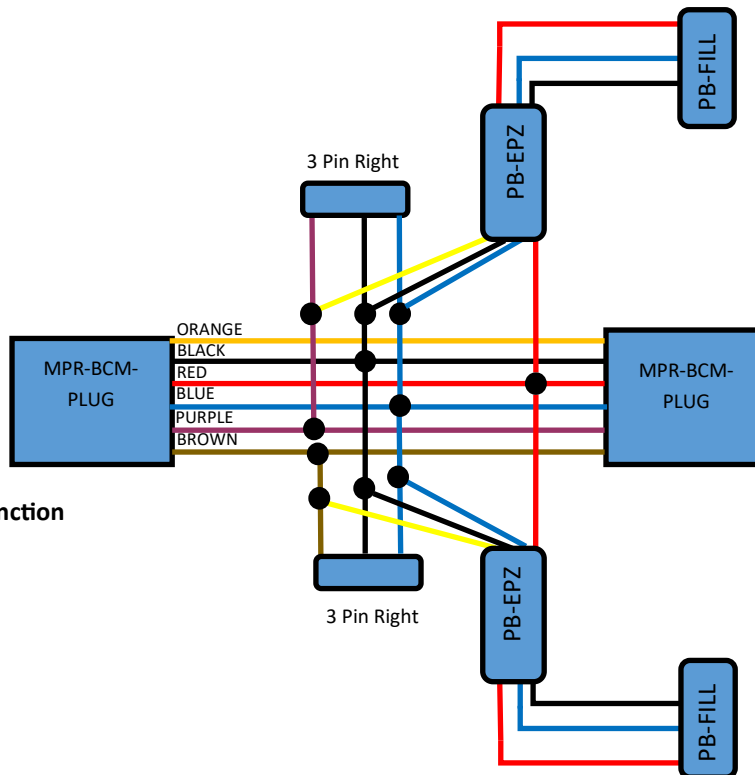 PB-FILL
PB-EPZ
3 Pin Right
ORANGE
BLACK
RED
BLUE
PURPLE
BROWN
MPR-BCM-
PLUG
MPR-BCM-
PLUG
nction
3 Pin Right
PB-EPZ
PB-FILL